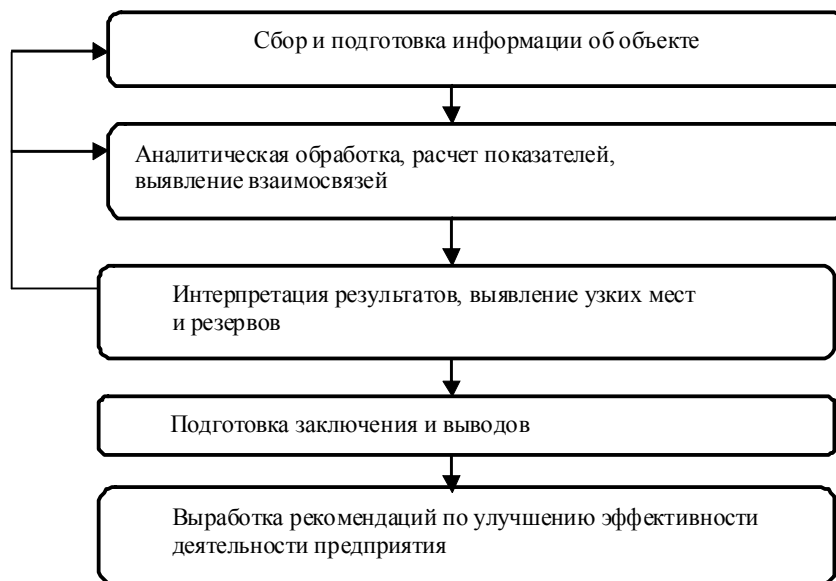 Сбор и подготовка информации об объекте
Аналитическая обработка, расчет показателей,
выявление взаимосвязей
Интерпретация результатов, выявление узких мест
и резервов
Подготовка заключения и выводов
Выработка рекомендаций по улучшению эффективности
деятельности предприятия